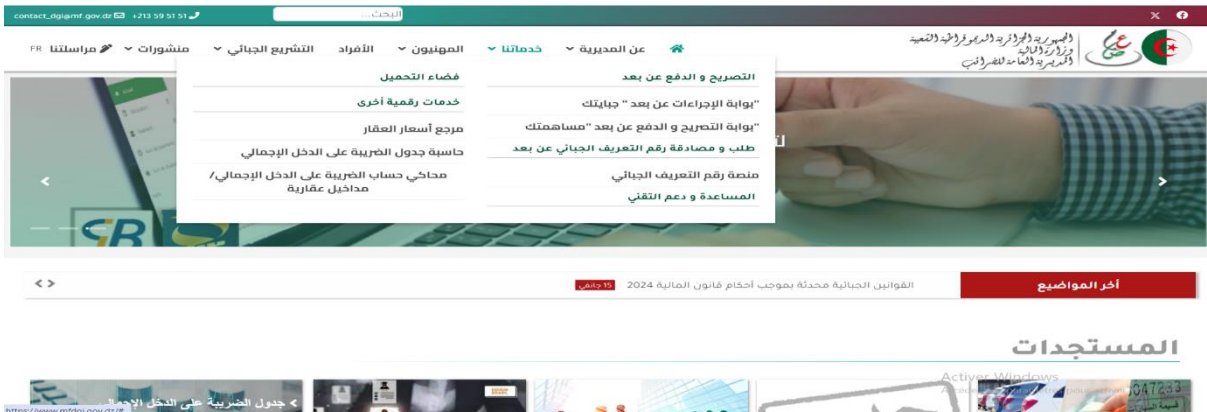 contact_dgi@mf.gov.dz +213 59 51 51
البحث...
الجمهورية الجزائرية الديموقراطية الشعبية
وزارة المالية
المديرية العامة للضرائب
عن المديرية
خدماتنا
المهنيون
الأفراد
التشريع الجبائي
منشورات
مراسلتنا
FR
التصريح و الدفع عن بعد
"بوابة الإجراءات عن بعد " جبايتك
"بوابة التصريح و الدفع عن بعد "مساهمتك
طلب و مصادقة رقم التعريف الجبائي عن بعد
منصة رقم التعريف الجبائي
المساعدة و دعم التقني
فضاء التحميل
خدمات رقمية أخرى
مرجع أسعار العقار
حاسبة جدول الضريبة على الدخل الإجمالي
محاكي حساب الضريبة على الدخل الإجمالي/
مداخيل عقارية
أخر المواضيع
القوانين الجبائية محدثة بموجب أحكام قانون المالية 2024
15 جانفي
المستجدات
Activer Windows
جدول الضريبة على الدخل الإجمالي
https://www.mfdgi.gov.dz/#